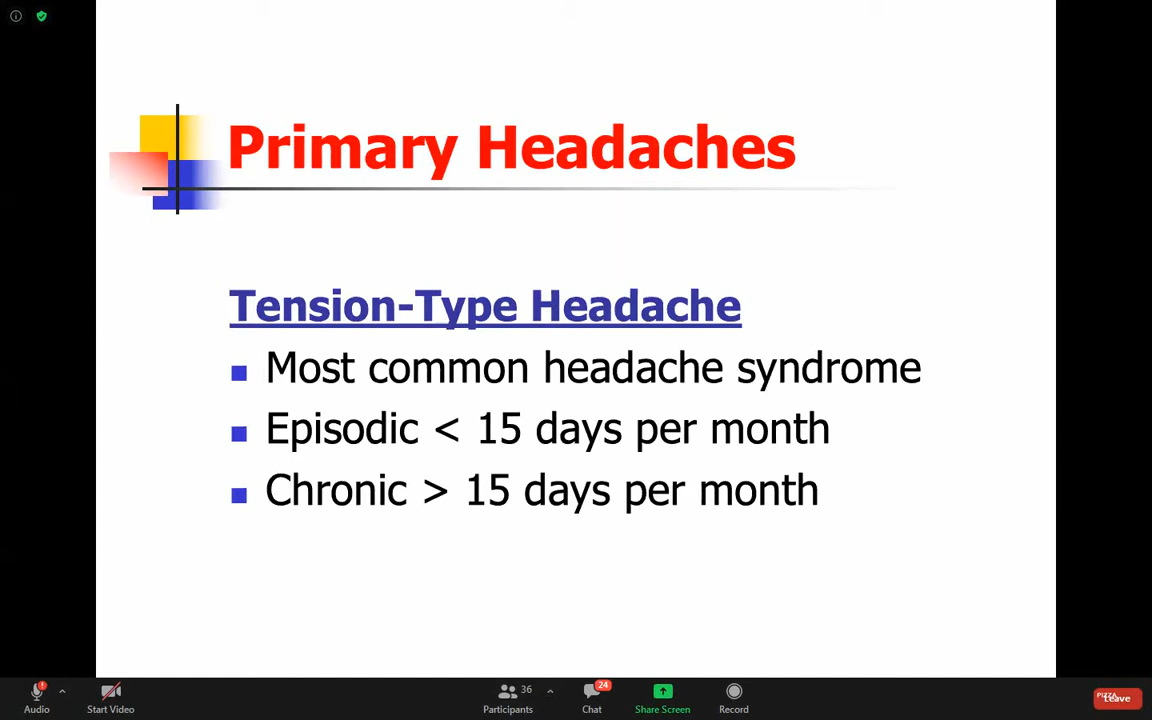 Primary Headaches
Tension-Type Headache
Most common headache syndrome
Episodic < 15 days per month
Chronic > 15 days per month
Audio
Start Video
36
Participants
24
Chat
Share Screen
Record
PIZZA
Leave